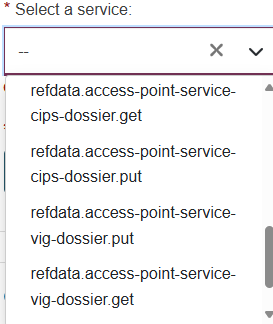 * Select a service:
--
refdata.access-point-service-
cips-dossier.get
refdata.access-point-service-
cips-dossier.put
refdata.access-point-service-
vig-dossier.put
refdata.access-point-service-
vig-dossier.get